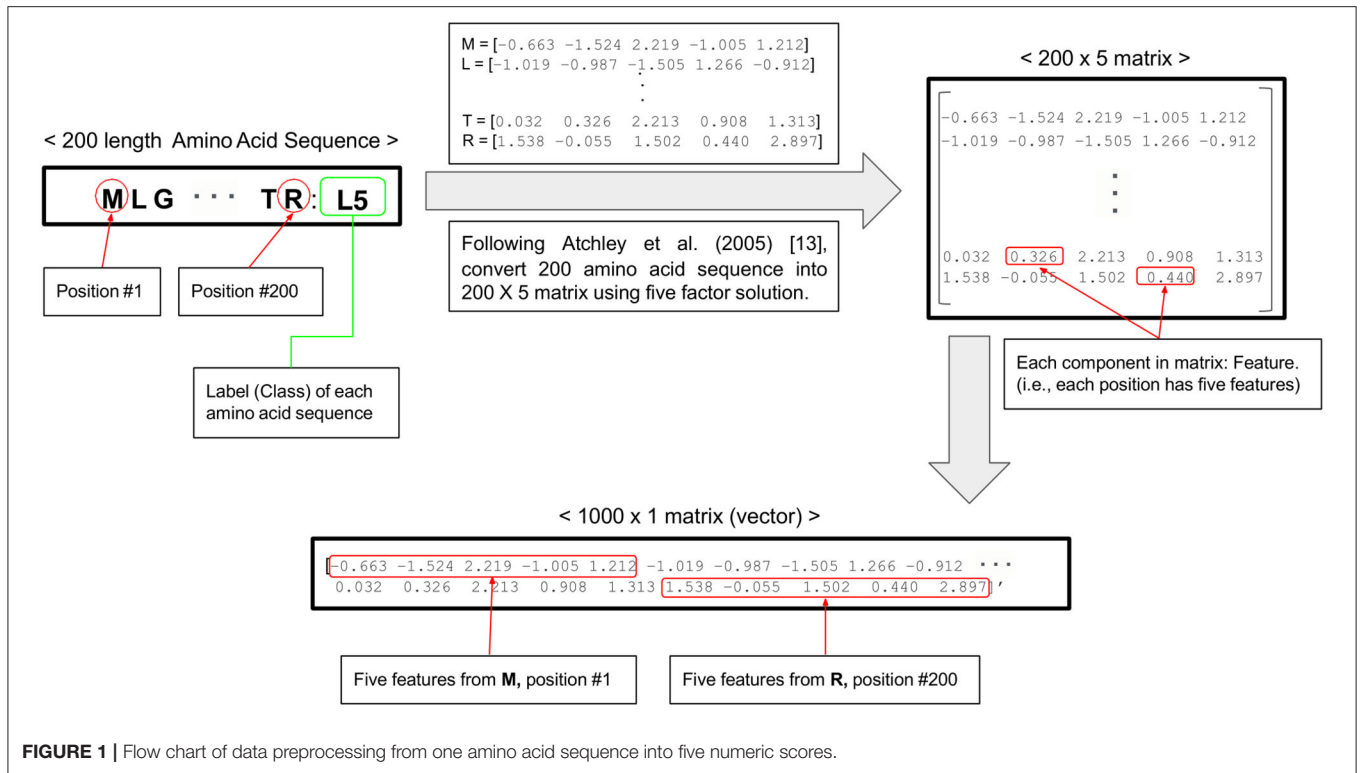 M = [-0.663 -1.524 2.219 -1.005 1.212]
L = [-1.019 -0.987 -1.505 1.266 -0.912]
T = [0.032 0.326 2.213 0.908 1.313]
R = [1.538 -0.055 1.502 0.440 2.897]
< 200 length Amino Acid Sequence >
M L G ··· T R : L5
Position #1
Position #200
Label (Class) of each
amino acid sequence
Following Atchley et al. (2005) [13],
convert 200 amino acid sequence into
200 X 5 matrix using five factor solution.
< 200 x 5 matrix >
-0.663 -1.524 2.219 -1.005 1.212
-1.019 -0.987 -1.505 1.266 -0.912
0.032 0.326 2.213 0.908 1.313
1.538 -0.055 1.502 0.440 2.897
Each component in matrix: Feature.
(i.e., each position has five features)
< 1000 x 1 matrix (vector) >
[-0.663 -1.524 2.219 -1.005 1.212 -1.019 -0.987 -1.505 1.266 -0.912 ···
0.032 0.326 2.213 0.908 1.313 1.538 -0.055 1.502 0.440 2.897]′
Five features from M, position #1
Five features from R, position #200
FIGURE 1 | Flow chart of data preprocessing from one amino acid sequence into five numeric scores.